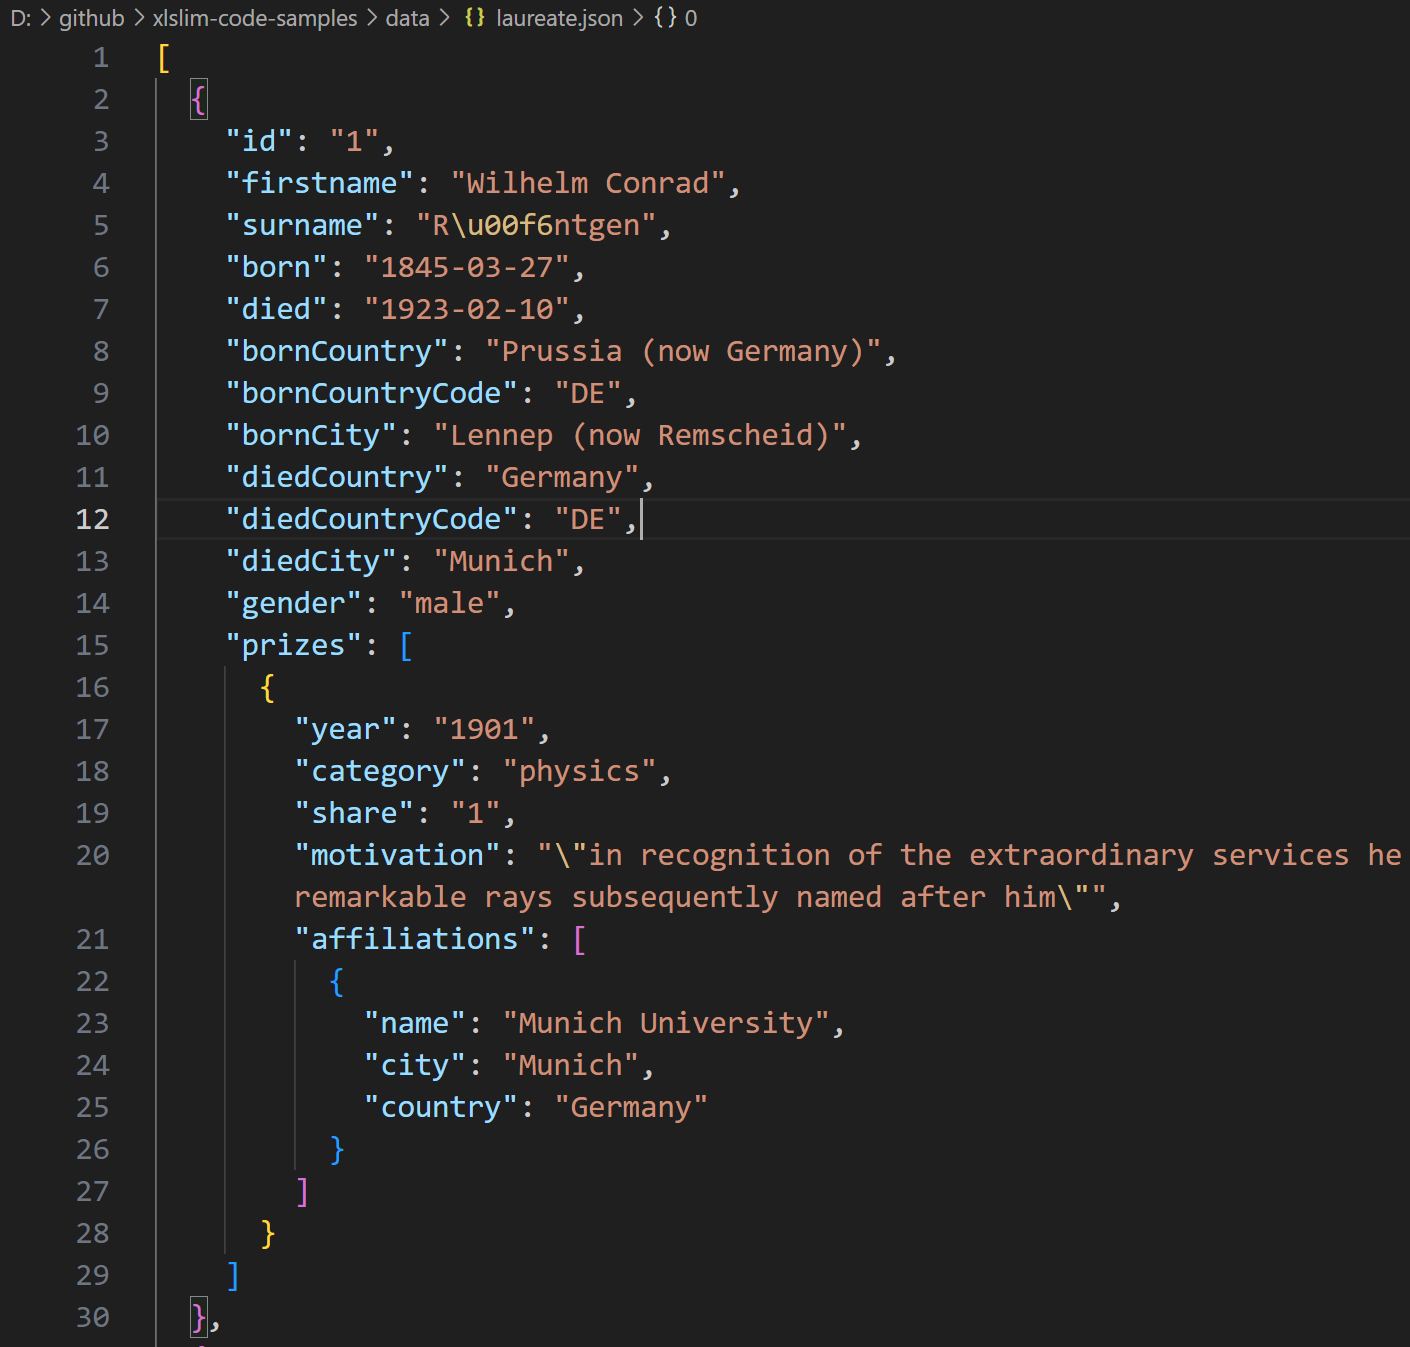 D: > github > xlslim-code-samples > data > {} laureate.json > {} 0
1 [
2 {
3 "id": "1",
4 "firstname": "Wilhelm Conrad",
5 "surname": "R\u00f6ntgen",
6 "born": "1845-03-27",
7 "died": "1923-02-10",
8 "bornCountry": "Prussia (now Germany)",
9 "bornCountryCode": "DE",
10 "bornCity": "Lennep (now Remscheid)",
11 "diedCountry": "Germany",
12 "diedCountryCode": "DE",
13 "diedCity": "Munich",
14 "gender": "male",
15 "prizes": [
16 {
17 "year": "1901",
18 "category": "physics",
19 "share": "1",
20 "motivation": "\"in recognition of the extraordinary services he
remarkable rays subsequently named after him\"",
21 "affiliations": [
22 {
23 "name": "Munich University",
24 "city": "Munich",
25 "country": "Germany"
26 }
27 ]
28 }
29 ]
30 },